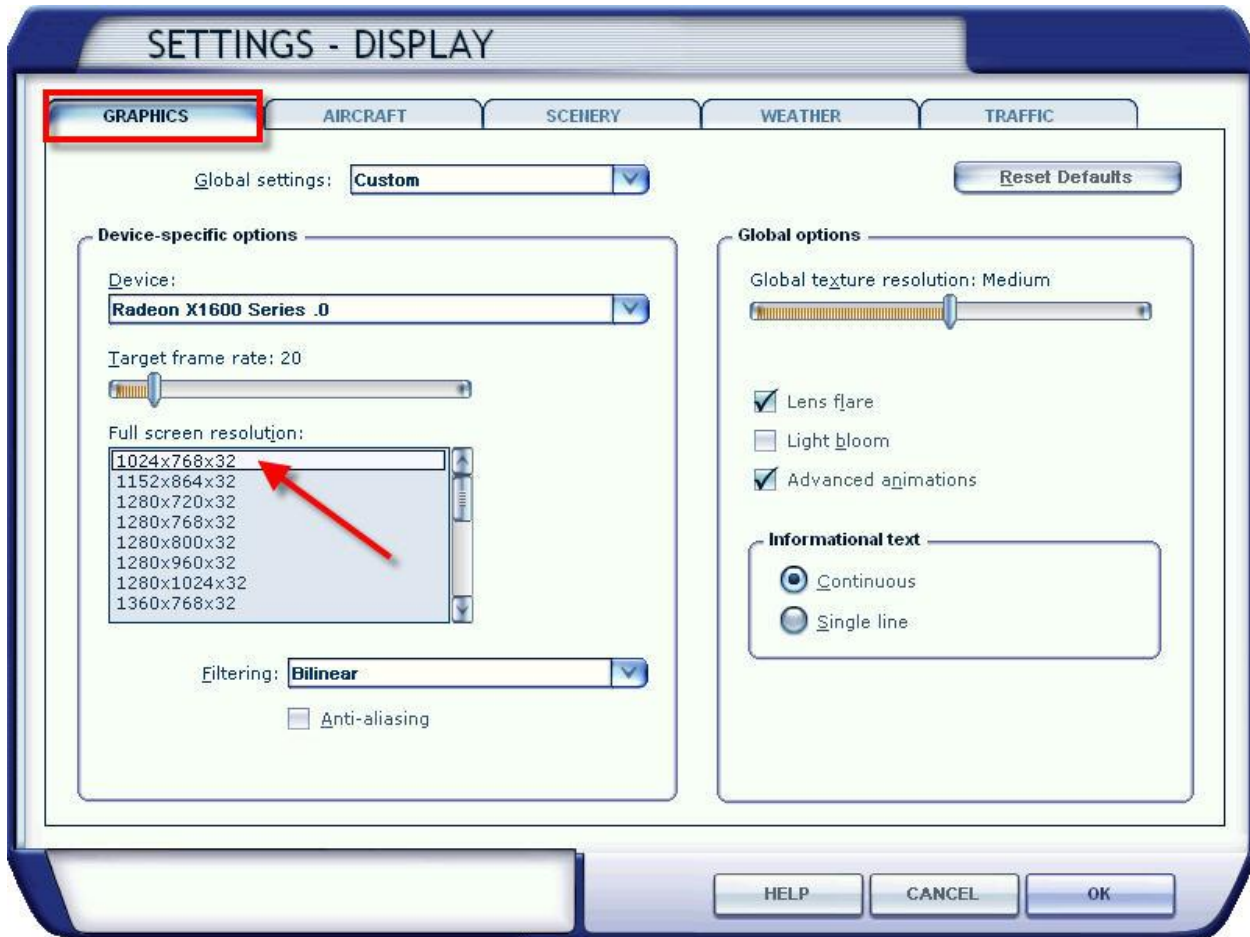 SETTINGS - DISPLAY
GRAPHICS AIRCRAFT SCENERY WEATHER TRAFFIC
Global settings: Custom
Reset Defaults
Device-specific options
Device:
Radeon X1600 Series .0
Target frame rate: 20
Full screen resolution:
1024x768x32
1152x864x32
1280x720x32
1280x768x32
1280x800x32
1280x960x32
1280x1024x32
1360x768x32
Filtering: Bilinear
Anti-aliasing
Global options
Global texture resolution: Medium
Lens flare
Light bloom
Advanced animations
Informational text
Continuous
Single line
HELP CANCEL OK